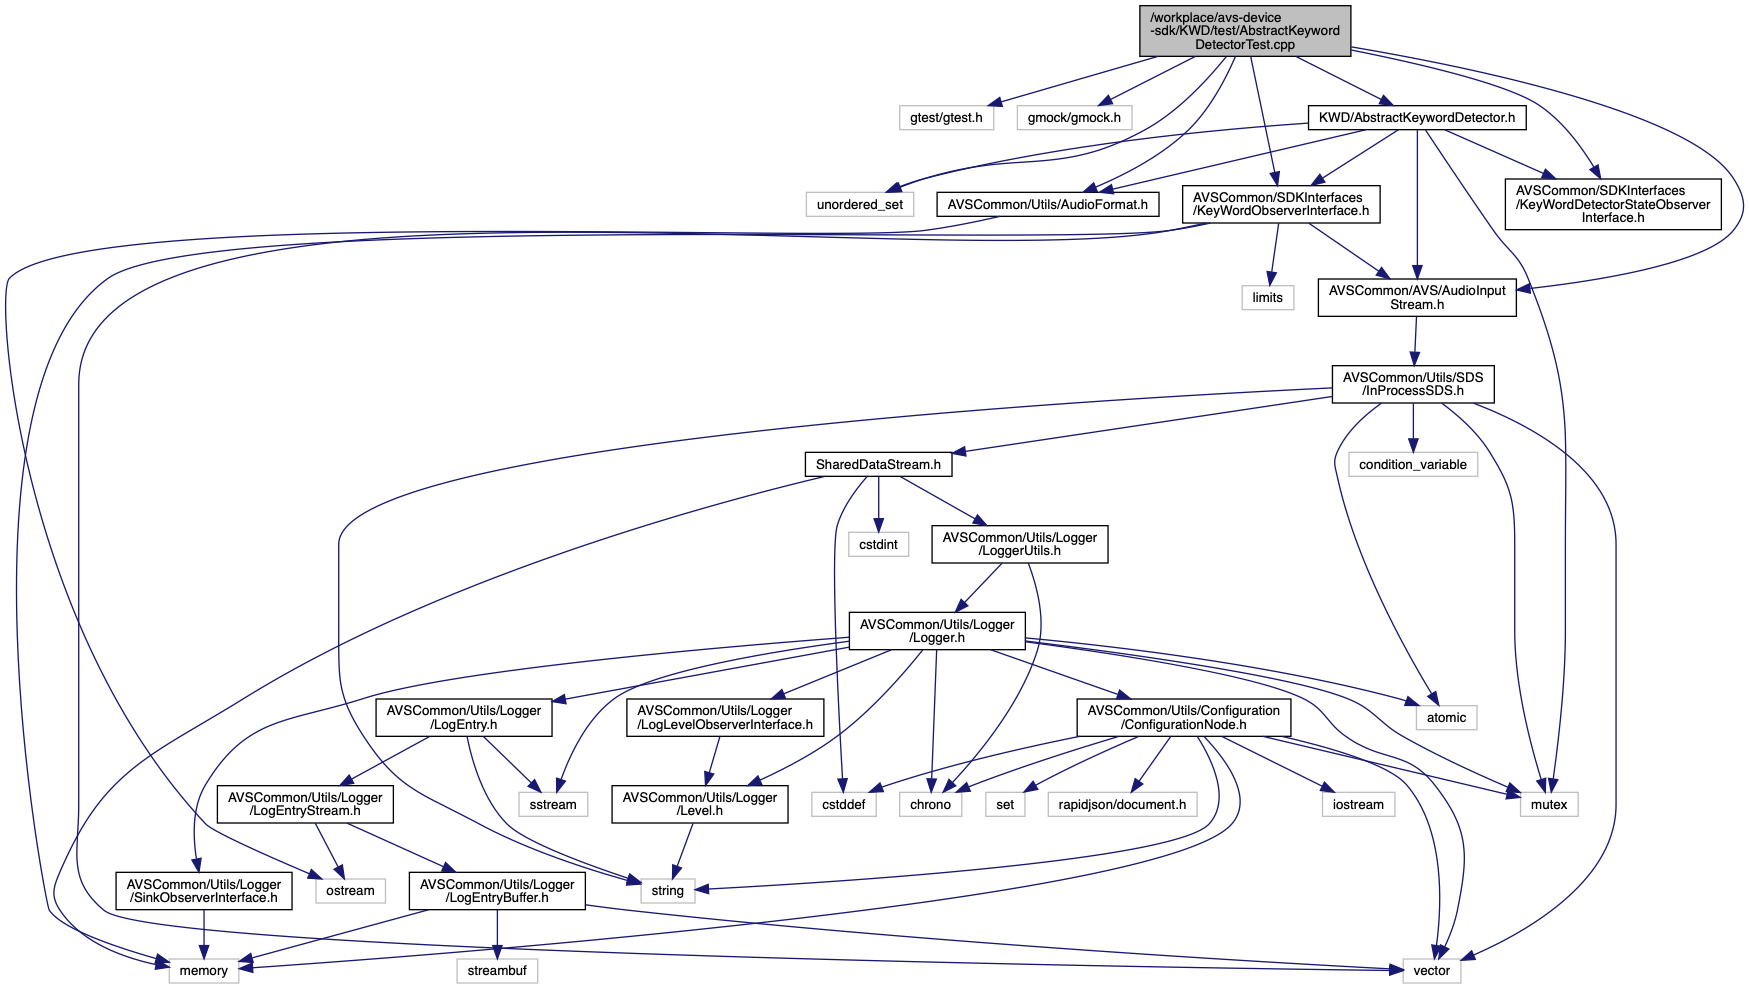 /workplace/avs-device
-sdk/KWD/test/AbstractKeyword
DetectorTest.cpp
gtest/gtest.h
gmock/gmock.h
KWD/AbstractKeywordDetector.h
unordered_set
AVSCommon/Utils/AudioFormat.h
AVSCommon/SDKInterfaces
/KeyWordObserverInterface.h
AVSCommon/SDKInterfaces
/KeyWordDetectorStateObserver
Interface.h
limits
AVSCommon/AVS/AudioInput
Stream.h
AVSCommon/Utils/SDS
/InProcessSDS.h
SharedDataStream.h
condition_variable
cstdint
AVSCommon/Utils/Logger
/LoggerUtils.h
AVSCommon/Utils/Logger
/Logger.h
AVSCommon/Utils/Logger
/LogEntry.h
AVSCommon/Utils/Logger
/LogLevelObserverInterface.h
AVSCommon/Utils/Configuration
/ConfigurationNode.h
atomic
AVSCommon/Utils/Logger
/LogEntryStream.h
sstream
AVSCommon/Utils/Logger
/Level.h
cstddef
chrono
set
rapidjson/document.h
iostream
mutex
AVSCommon/Utils/Logger
/SinkObserverInterface.h
ostream
AVSCommon/Utils/Logger
/LogEntryBuffer.h
string
memory
streambuf
vector